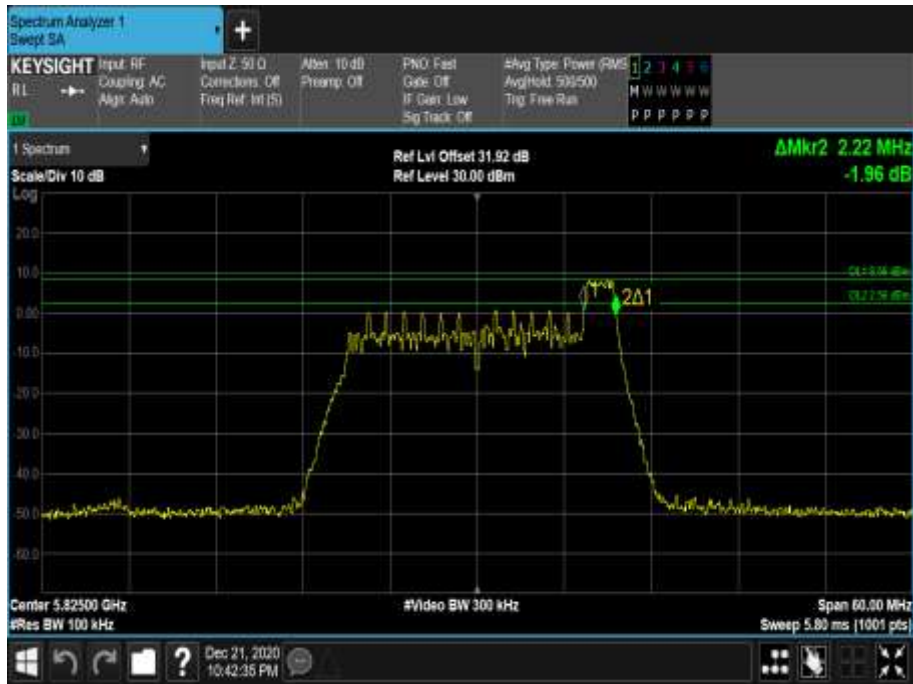 Spectrum Analyzer 1
Swept SA
+
KEYSIGHT
Input: RF
Coupling: AC
Align: Auto
Input Z: 50 Ω
Corrections: Off
Freq Ref: Int (S)
Atten: 10 dB
Preamp: Off
PNO: Fast
Gate: Off
IF Gain: Low
Sig Track: Off
#Avg Type: Power (RMS
Avg|Hold: 500/500
Trig: Free Run
1 2 3 4 5 6
M W W W W W
P P P P P P
1 Spectrum
Scale/Div 10 dB
Log
Ref Lvl Offset 31.92 dB
Ref Level 30.00 dBm
ΔMkr2 2.22 MHz
-1.96 dB
20.0
10.0
0.00
-10.0
-20.0
-30.0
-40.0
-50.0
-60.0
2Δ1
Center 5.82500 GHz
#Res BW 100 kHz
#Video BW 300 kHz
Span 60.00 MHz
Sweep 5.80 ms (1001 pts)
?
Dec 21, 2020
10:42:35 PM